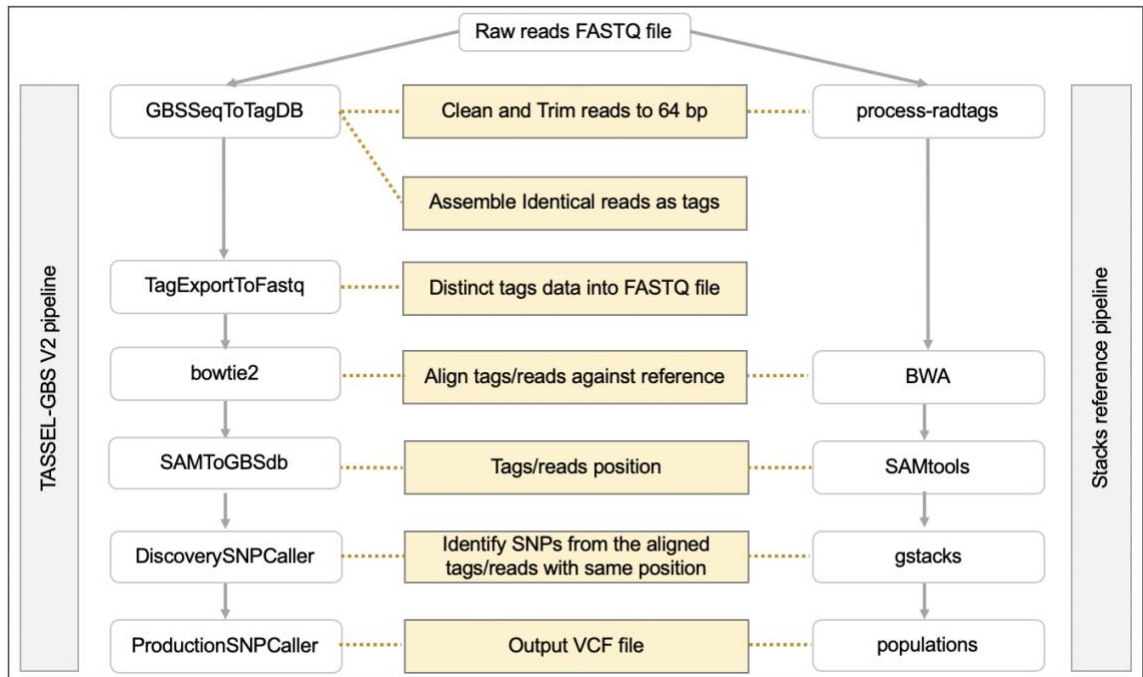 Raw reads FASTQ file
TASSEL-GBS V2 pipeline
Stacks reference pipeline
GBSSeqToTagDB
Clean and Trim reads to 64 bp
process-radtags
Assemble Identical reads as tags
TagExportToFastq
Distinct tags data into FASTQ file
bowtie2
Align tags/reads against reference
BWA
SAMToGBSdb
Tags/reads position
SAMtools
DiscoverySNPCaller
Identify SNPs from the aligned
tags/reads with same position
gstacks
ProductionSNPCaller
Output VCF file
populations